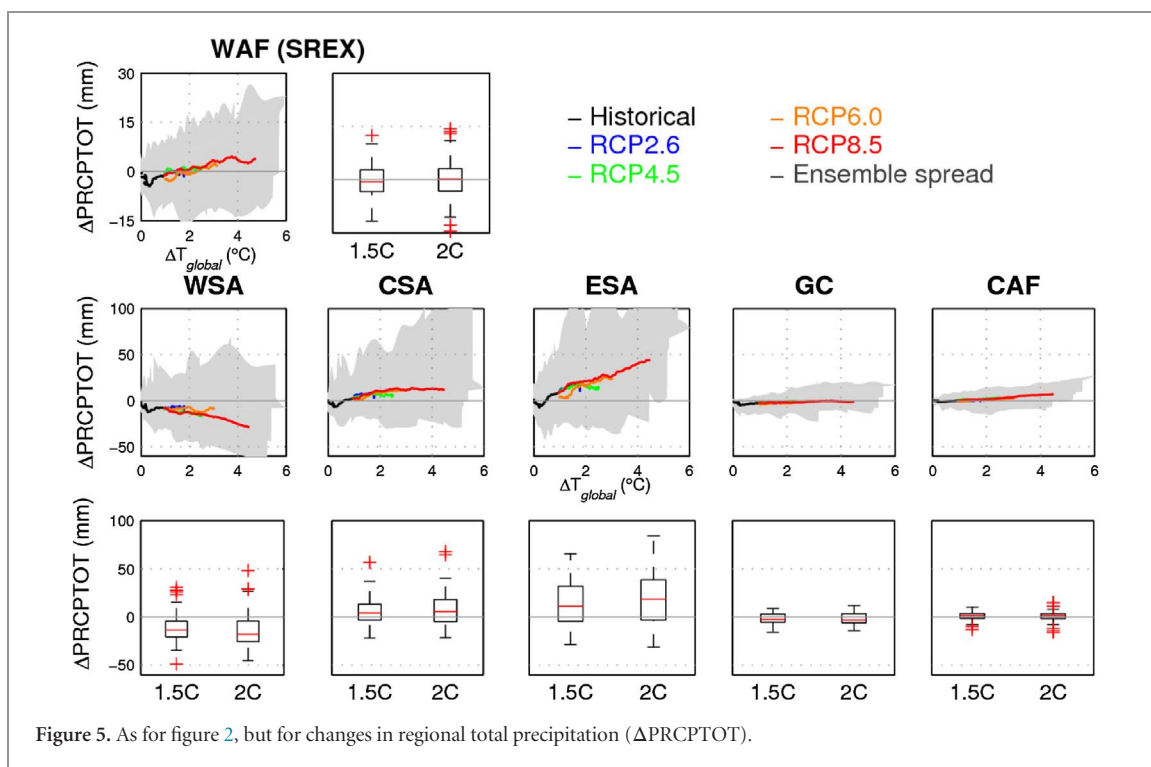 WAF (SREX)
30
15
0
−15
ΔPRCPTOT (mm)
0 2 4 6
ΔT_global (°C)
1.5C 2C
– Historical
– RCP2.6
– RCP4.5
– RCP6.0
– RCP8.5
– Ensemble spread
WSA CSA ESA GC CAF
100
50
0
−50
ΔPRCPTOT (mm)
0 2 4 6 0 2 4 6 0 2 4 6 0 2 4 6 0 2 4 6
ΔT_global (°C)
100
50
0
−50
ΔPRCPTOT (mm)
1.5C 2C 1.5C 2C 1.5C 2C 1.5C 2C 1.5C 2C
Figure 5. As for figure 2, but for changes in regional total precipitation (ΔPRCPTOT).